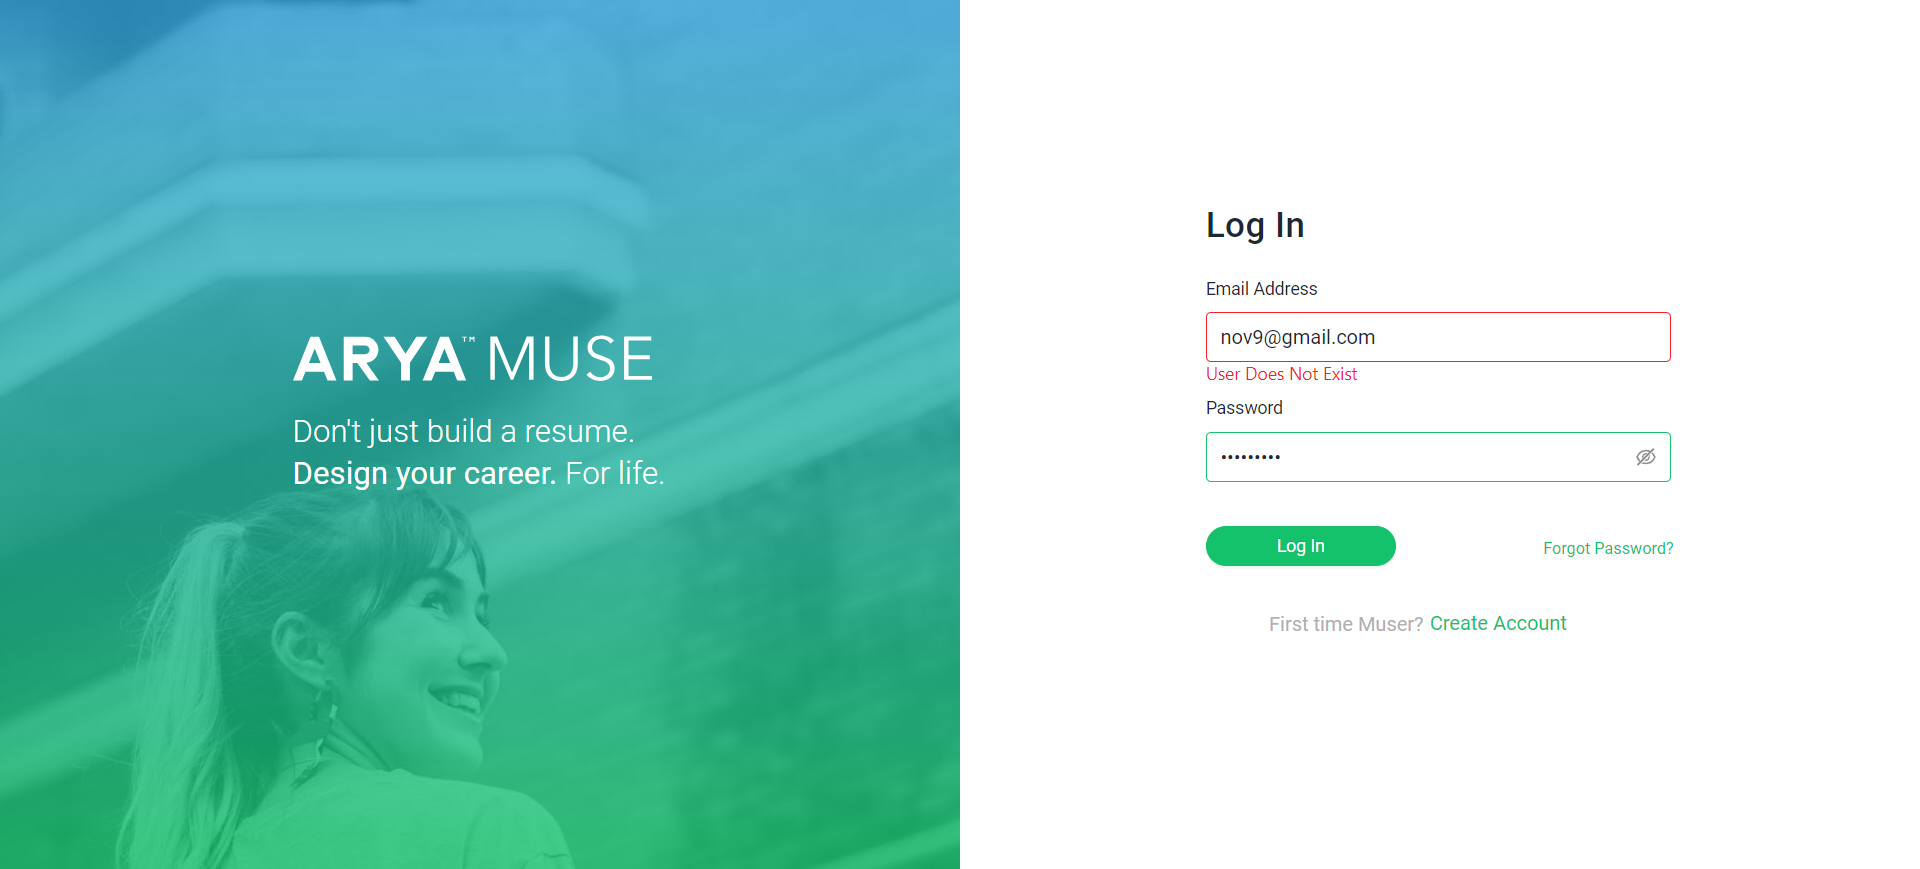 ARYA™ MUSE
Don't just build a resume.
Design your career. For life.
Log In
Email Address
nov9@gmail.com
User Does Not Exist
Password
•••••••••
Log In
Forgot Password?
First time Muser? Create Account